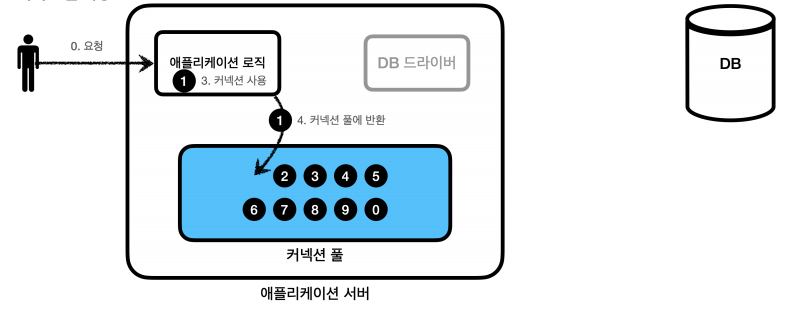 0. 요청
애플리케이션 로직
1 3. 커넥션 사용
DB 드라이버
DB
1 4. 커넥션 풀에 반환
2 3 4 5
6 7 8 9 0
커넥션 풀
애플리케이션 서버